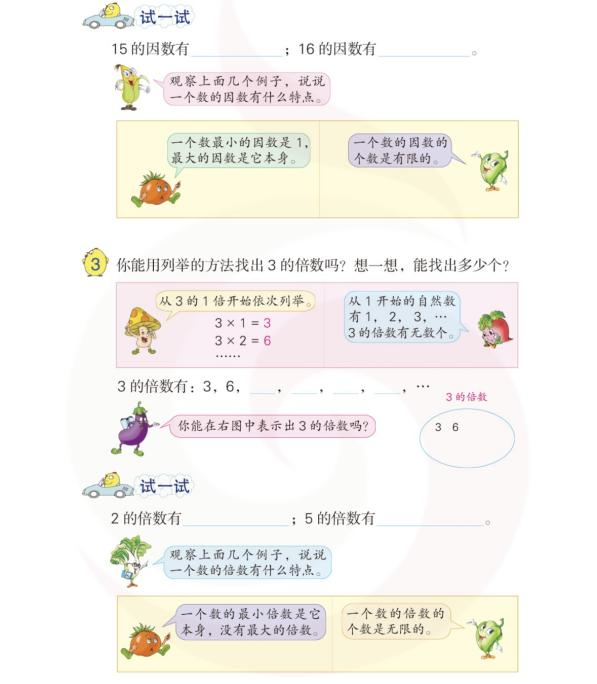 试一试
15 的因数有＿＿＿＿＿＿；16 的因数有＿＿＿＿＿＿。
观察上面几个例子，说说
一个数的因数有什么特点。
一个数最小的因数是 1，
最大的因数是它本身。
一个数的因数的
个数是有限的。
3 你能用列举的方法找出 3 的倍数吗？想一想，能找出多少个？
从 3 的 1 倍开始依次列举。
3 × 1 = 3
3 × 2 = 6
……
从 1 开始的自然数
有 1，2，3，…
3 的倍数有无数个。
3 的倍数有：3，6，＿＿，＿＿，＿＿，＿＿，…
3 的倍数
3 6
你能在右图中表示出 3 的倍数吗？
试一试
2 的倍数有＿＿＿＿＿＿；5 的倍数有＿＿＿＿＿＿。
观察上面几个例子，说说
一个数的倍数有什么特点。
一个数的最小倍数是它
本身，没有最大的倍数。
一个数的倍数的
个数是无限的。